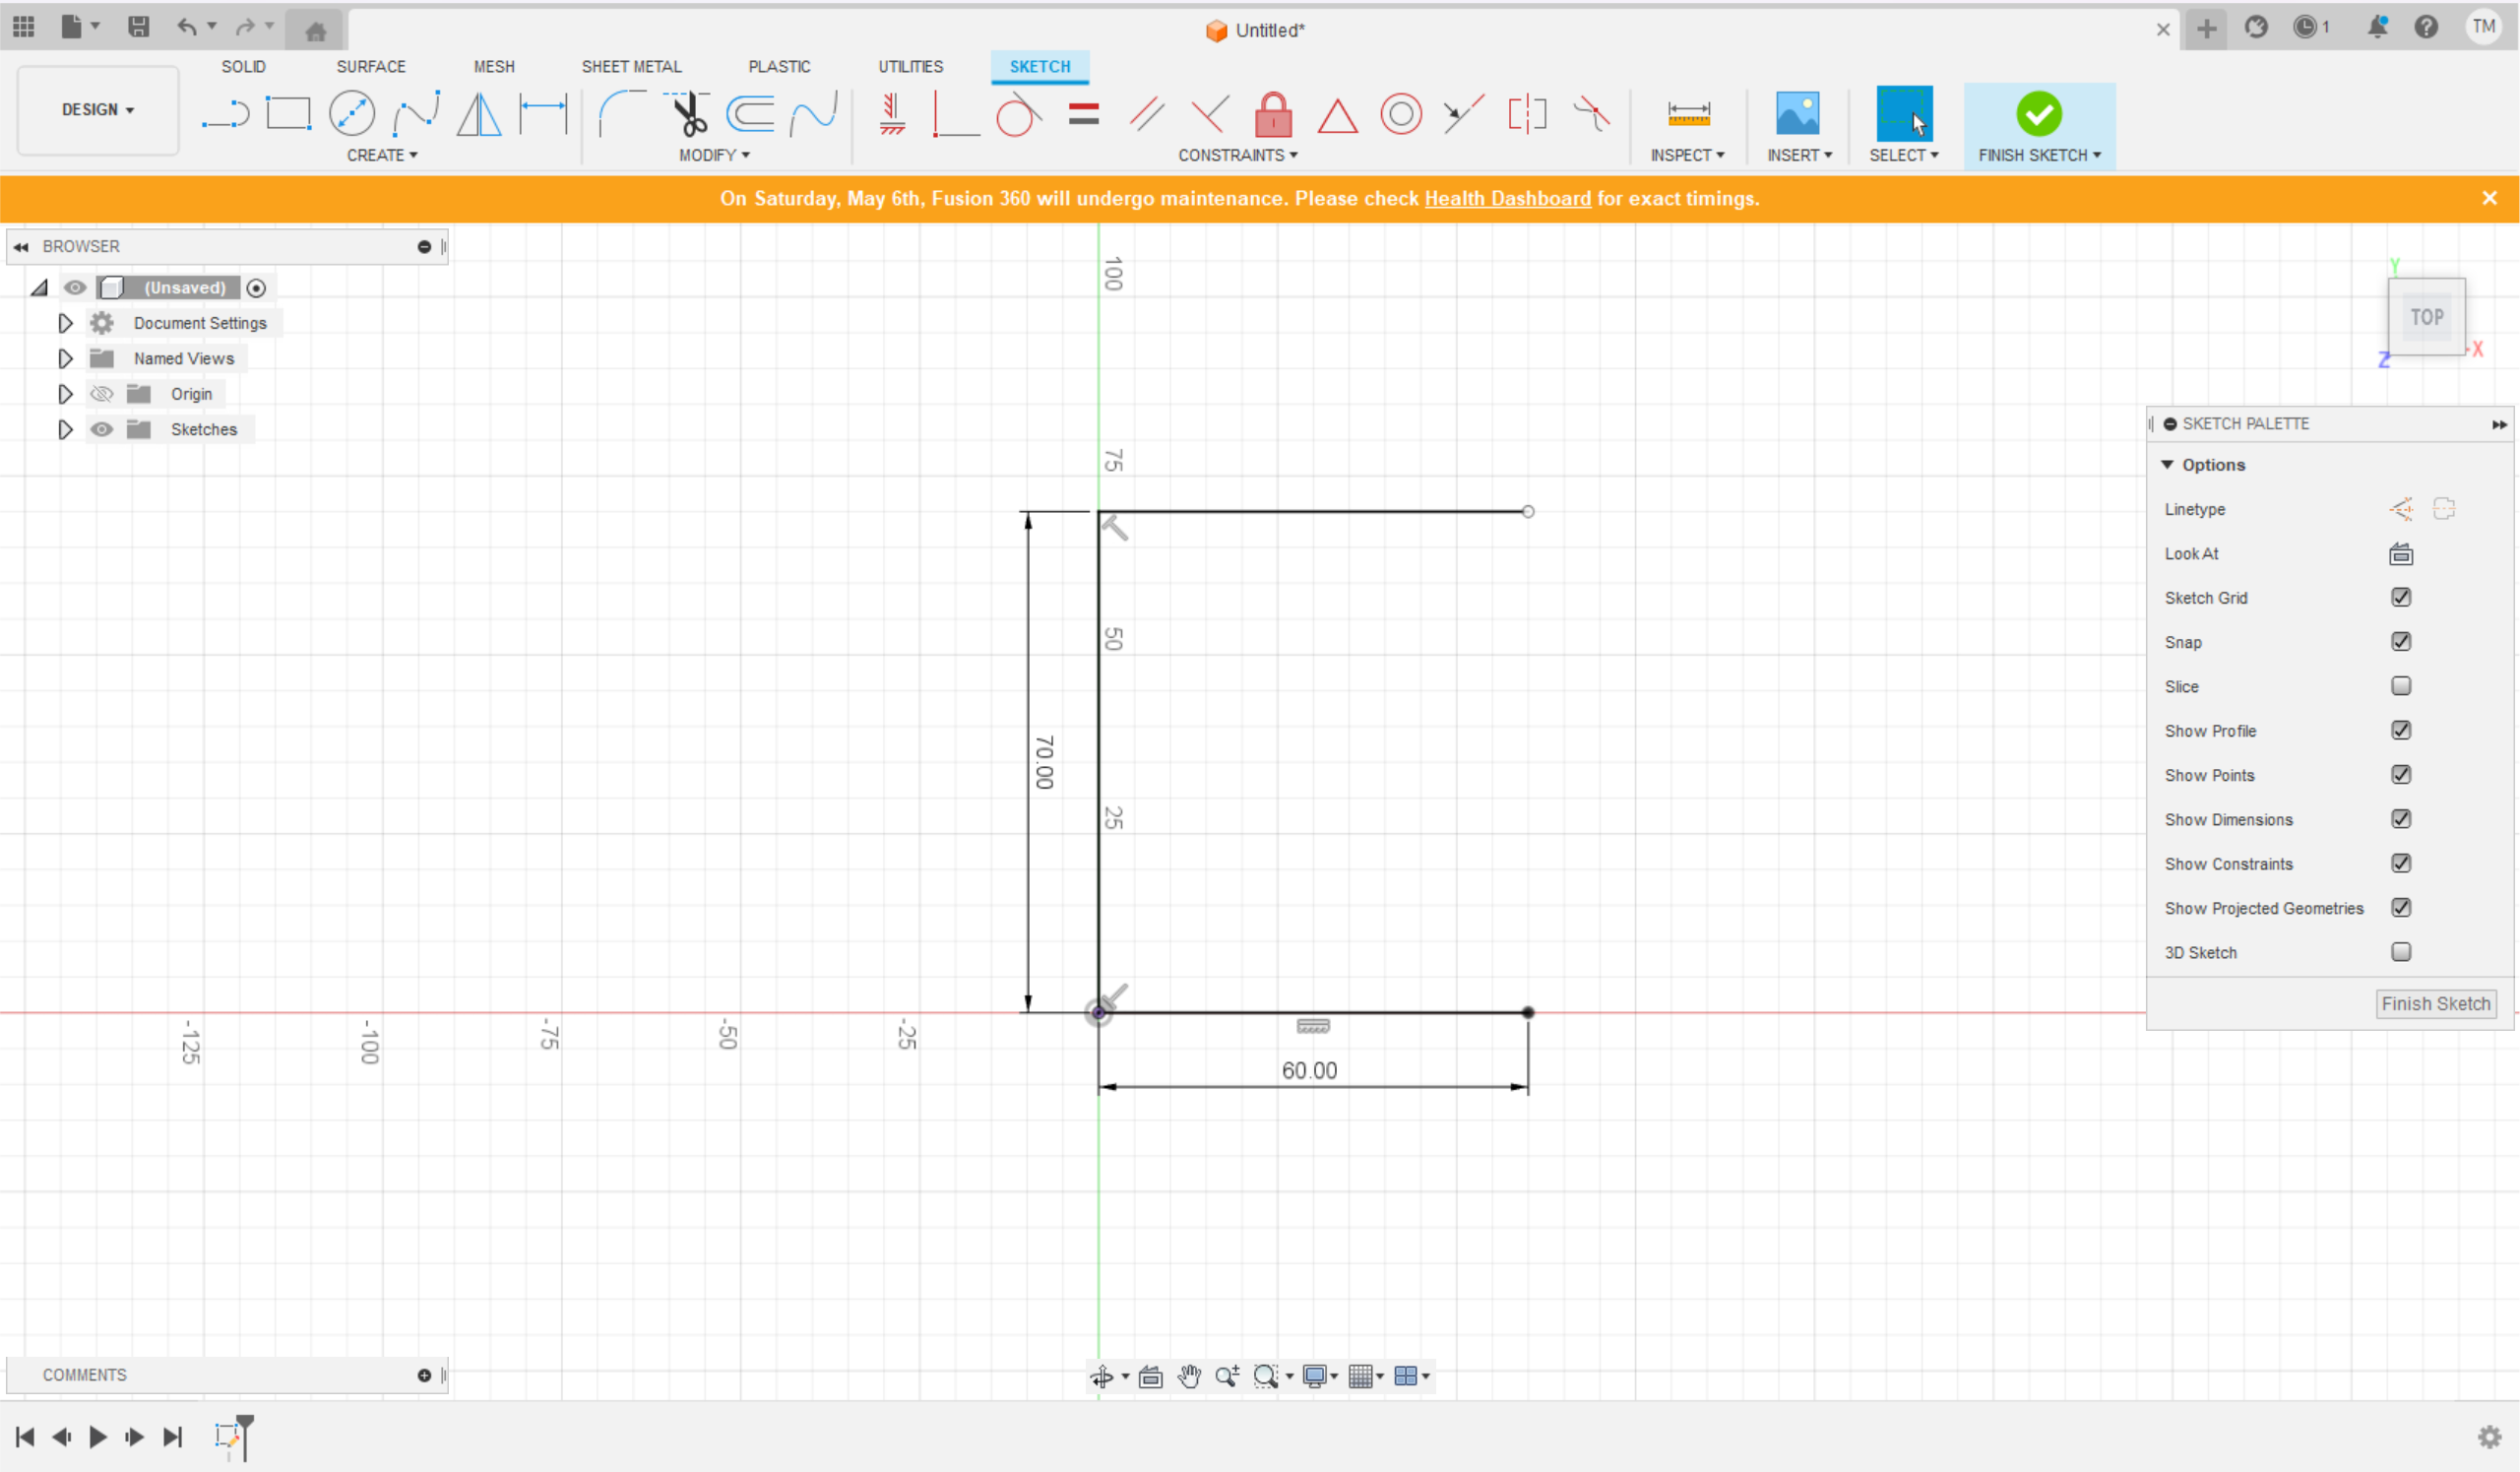 Untitled*
1
TM
SOLID SURFACE MESH SHEET METAL PLASTIC UTILITIES SKETCH
DESIGN
CREATE MODIFY CONSTRAINTS INSPECT INSERT SELECT FINISH SKETCH
On Saturday, May 6th, Fusion 360 will undergo maintenance. Please check Health Dashboard for exact timings.
BROWSER
(Unsaved)
Document Settings
Named Views
Origin
Sketches
100
75
50
25
-125
-100
-75
-50
-25
70.00
60.00
Y
TOP
Z
X
SKETCH PALETTE
Options
Linetype
Look At
Sketch Grid
Snap
Slice
Show Profile
Show Points
Show Dimensions
Show Constraints
Show Projected Geometries
3D Sketch
Finish Sketch
COMMENTS